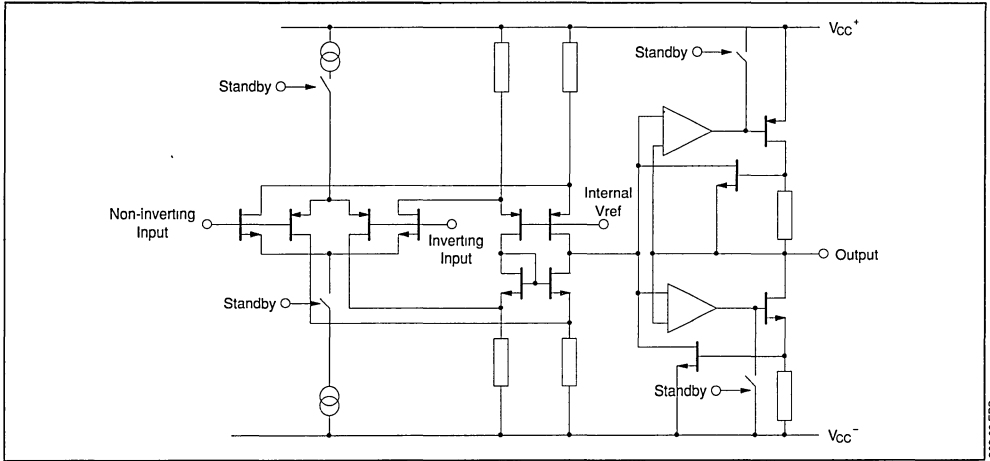 VCC+
Standby
Standby
Non-inverting
Input
Inverting
Input
Internal
Vref
Output
Standby
Standby
VCC-